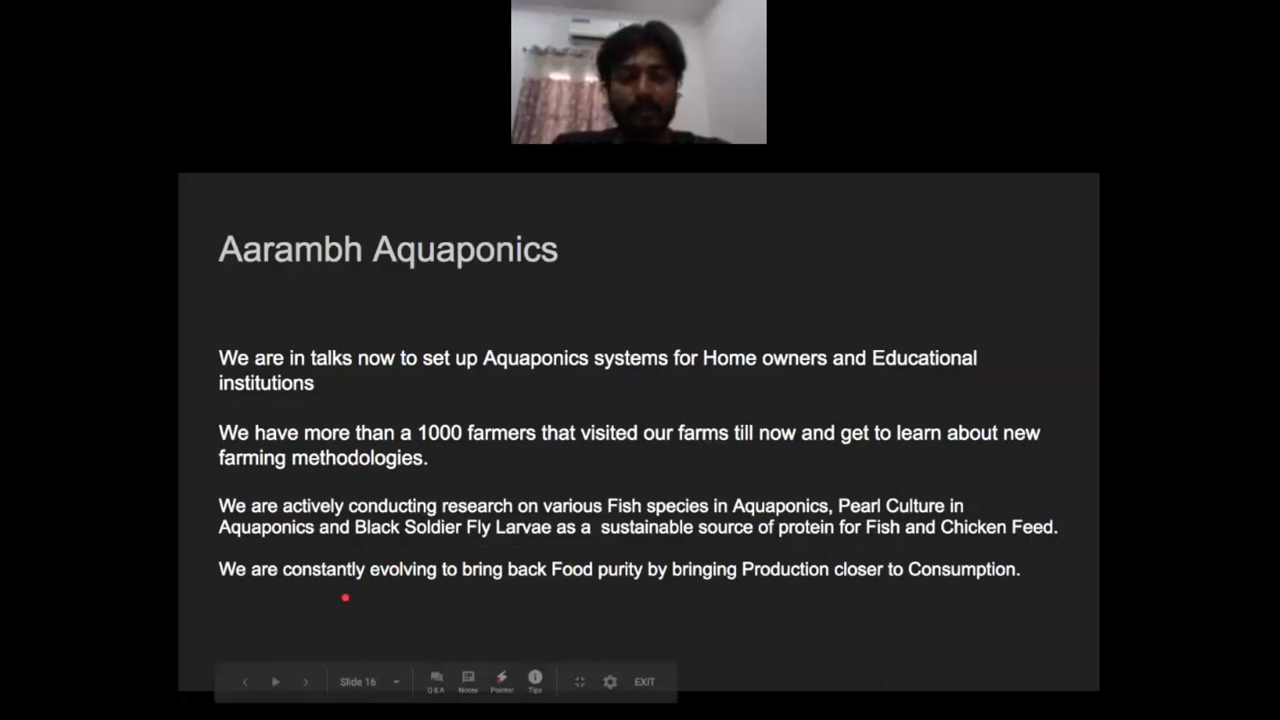 Aarambh Aquaponics
We are in talks now to set up Aquaponics systems for Home owners and Educational
institutions
We have more than a 1000 farmers that visited our farms till now and get to learn about new
farming methodologies.
We are actively conducting research on various Fish species in Aquaponics, Pearl Culture in
Aquaponics and Black Soldier Fly Larvae as a sustainable source of protein for Fish and Chicken Feed.
We are constantly evolving to bring back Food purity by bringing Production closer to Consumption.
Slide 16
Q&A Notes Pointer Tips
EXIT